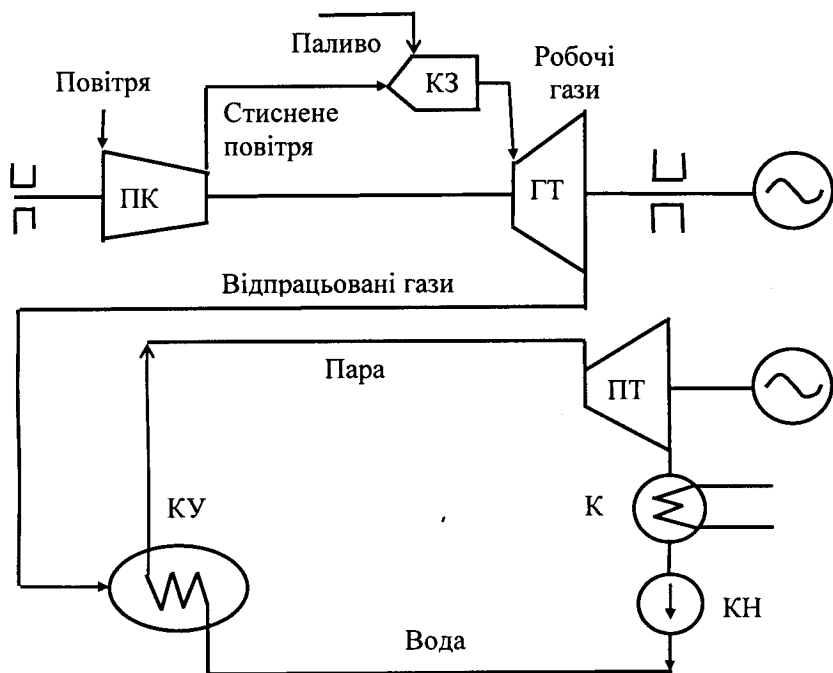 Паливо
КЗ
Робочі
гази
Повітря
Стиснене
повітря
ПК
ГТ
Відпрацьовані гази
Пара
ПТ
КУ
К
КН
Вода